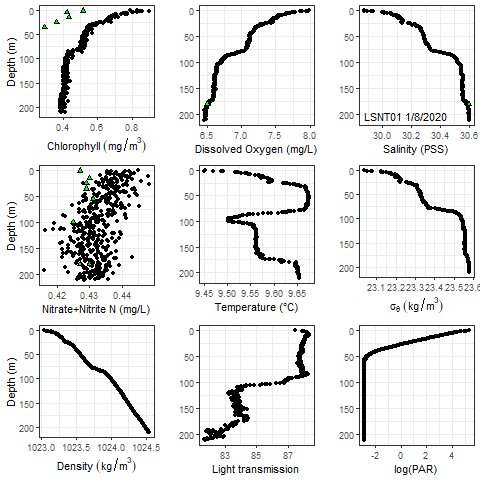 0
50
100
150
200
Depth (m)
0.4 0.6 0.8
Chlorophyll (mg/m³)
0
50
100
150
200
6.5 7.0 7.5 8.0
Dissolved Oxygen (mg/L)
0
50
100
150
200
LSNT01 1/8/2020
30.0 30.2 30.4 30.6
Salinity (PSS)
0
50
100
150
200
Depth (m)
0.42 0.43 0.44
Nitrate+Nitrite N (mg/L)
0
50
100
150
200
9.45 9.50 9.55 9.60 9.65
Temperature (°C)
0
50
100
150
200
23.1 23.2 23.3 23.4 23.5 23.6
σθ (kg/m³)
0
50
100
150
200
Depth (m)
1023.0 1023.5 1024.0 1024.5
Density (kg/m³)
0
50
100
150
200
83 85 87
Light transmission
0
50
100
150
200
-2 0 2 4
log(PAR)